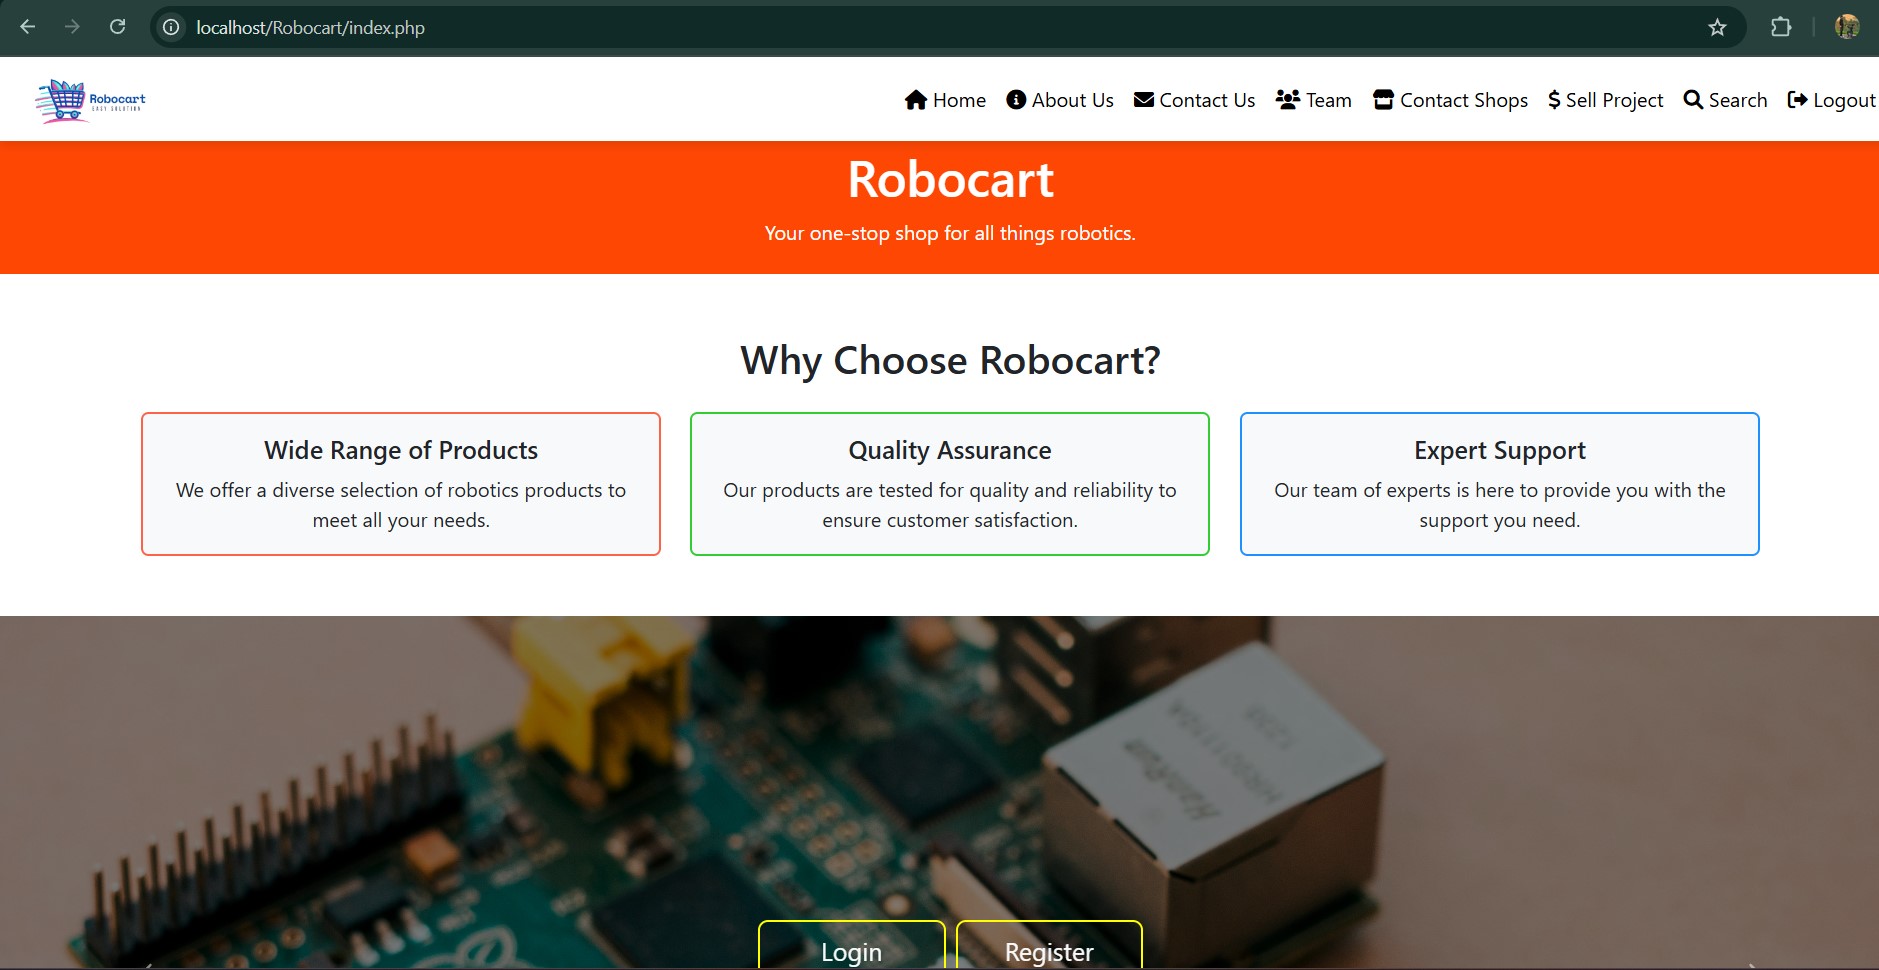 localhost/Robocart/index.php
Robocart
EASY SOLUTION
Home About Us Contact Us Team Contact Shops Sell Project Search Logout
Robocart
Your one-stop shop for all things robotics.
Why Choose Robocart?
Wide Range of Products
We offer a diverse selection of robotics products to
meet all your needs.
Quality Assurance
Our products are tested for quality and reliability to
ensure customer satisfaction.
Expert Support
Our team of experts is here to provide you with the
support you need.
HanRun
Login Register